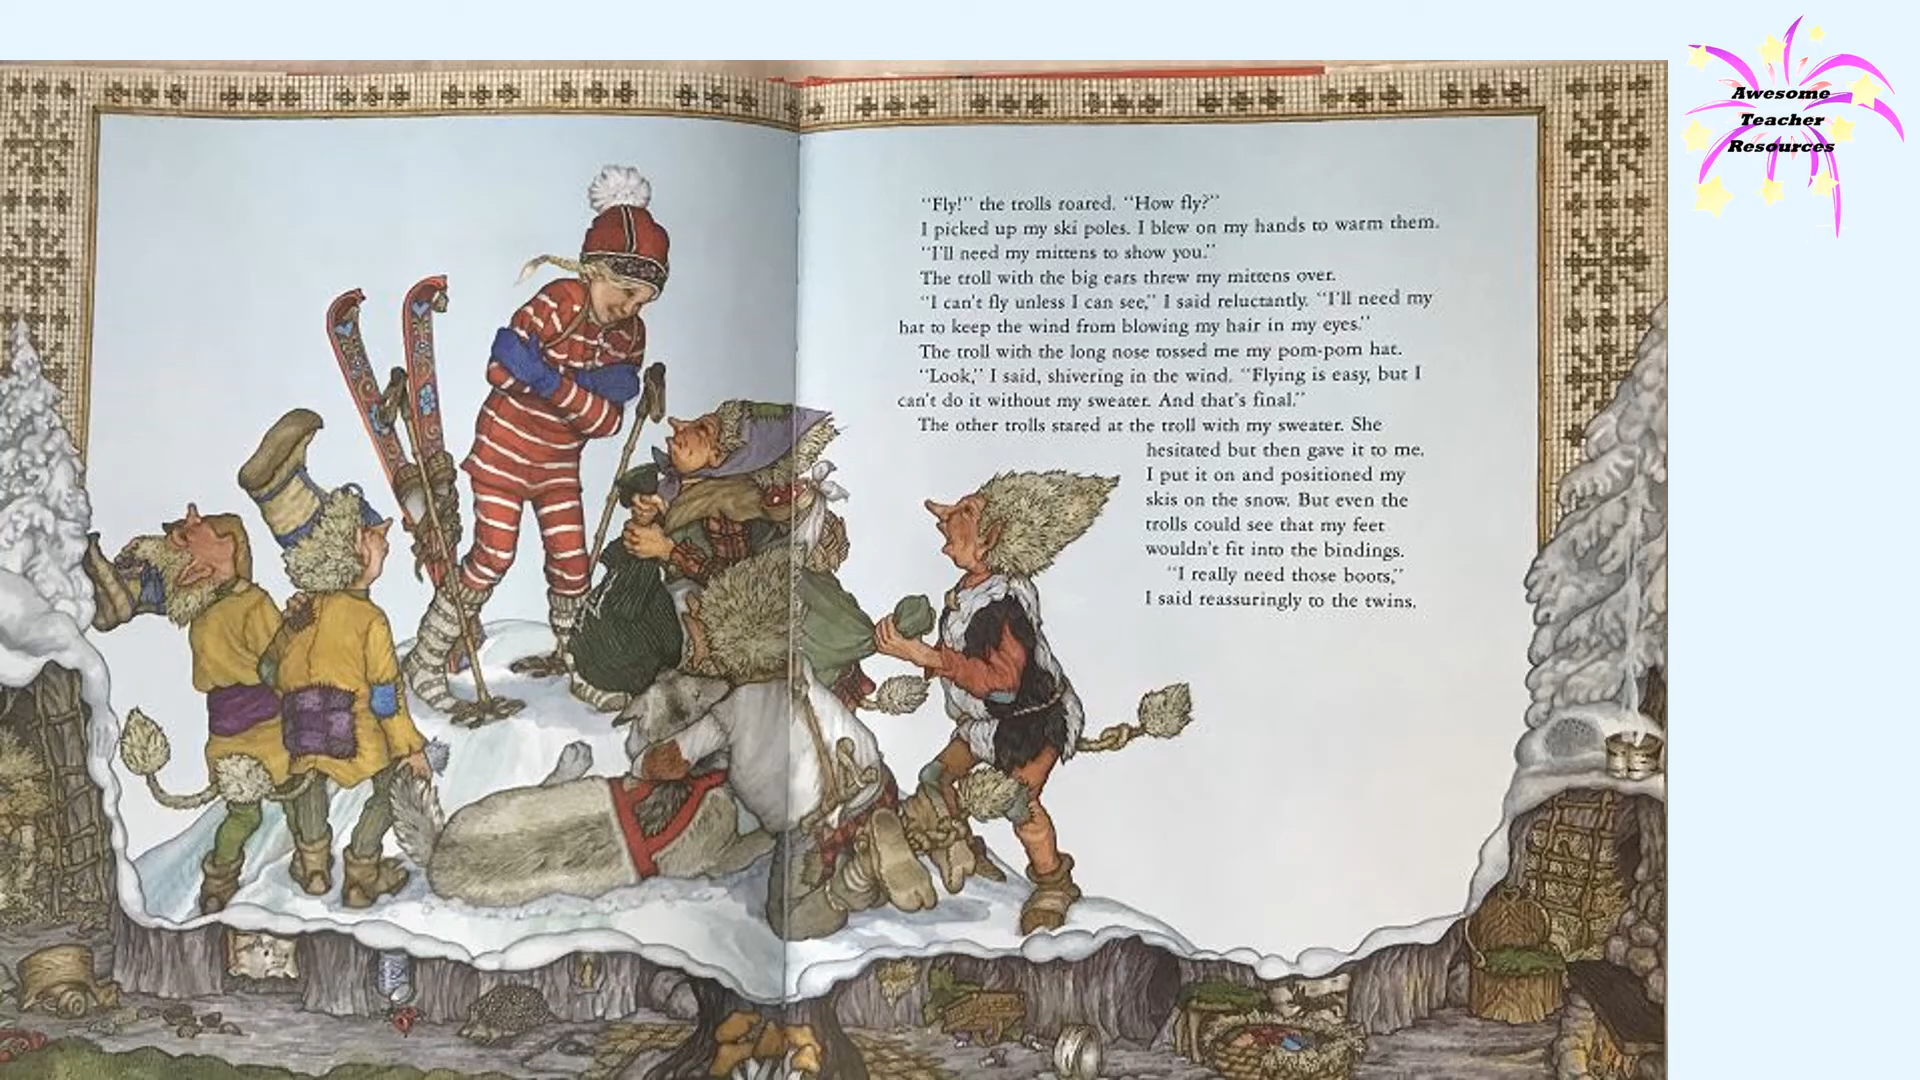 "Fly!" the trolls roared. "How fly?"
I picked up my ski poles. I blew on my hands to warm them.
"I'll need my mittens to show you."
The troll with the big ears threw my mittens over.
"I can't fly unless I can see," I said reluctantly. "I'll need my
hat to keep the wind from blowing my hair in my eyes."
The troll with the long nose tossed me my pom-pom hat.
"Look," I said, shivering in the wind. "Flying is easy, but I
can't do it without my sweater. And that's final."
The other trolls stared at the troll with my sweater. She
hesitated but then gave it to me.
I put it on and positioned my
skis on the snow. But even the
trolls could see that my feet
wouldn't fit into the bindings.
"I really need those boots,"
I said reassuringly to the twins.
Awesome
Teacher
Resources